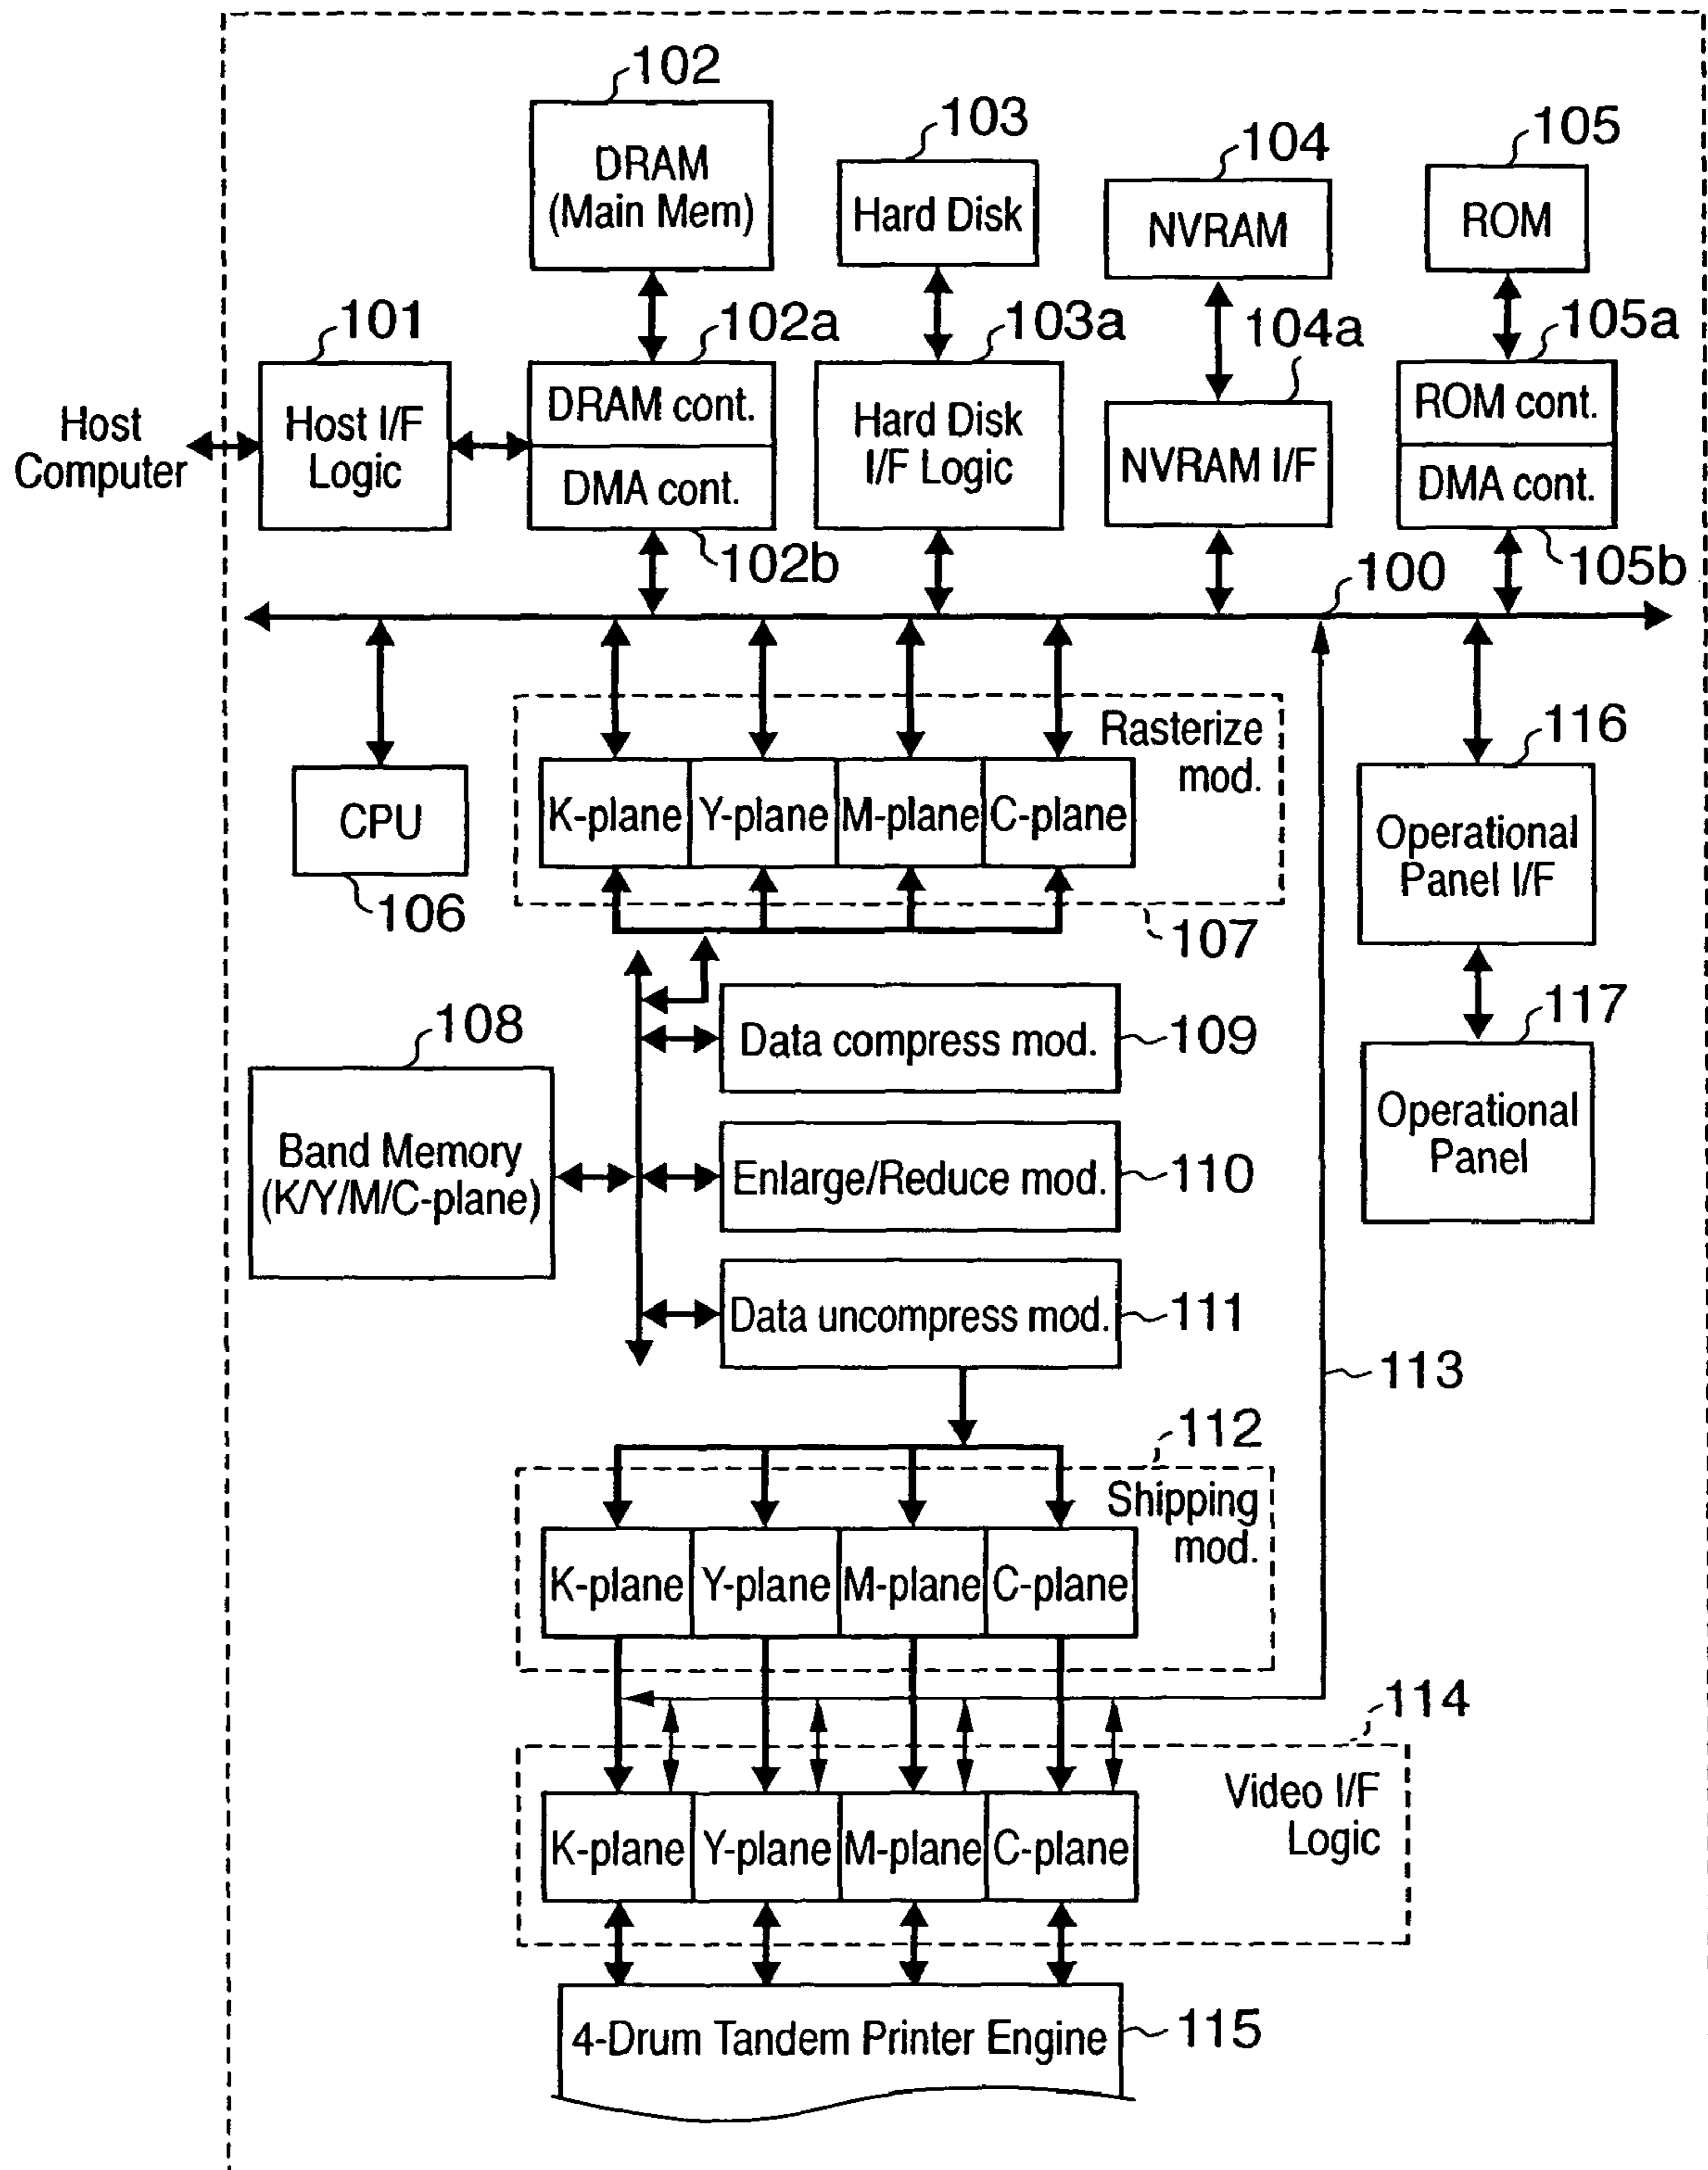 102
DRAM
(Main Mem)
103
Hard Disk
104
NVRAM
105
ROM
101
102a
103a
104a
105a
Host
Computer
Host I/F
Logic
DRAM cont.
DMA cont.
Hard Disk
I/F Logic
NVRAM I/F
ROM cont.
DMA cont.
102b
105b
100
Rasterize
mod.
K-plane
Y-plane
M-plane
C-plane
CPU
106
107
116
Operational
Panel I/F
108
Band Memory
(K/Y/M/C-plane)
Data compress mod.
109
117
Operational
Panel
Enlarge/Reduce mod.
110
Data uncompress mod.
111
113
112
Shipping
mod.
K-plane
Y-plane
M-plane
C-plane
114
Video I/F
Logic
K-plane
Y-plane
M-plane
C-plane
4-Drum Tandem Printer Engine
115